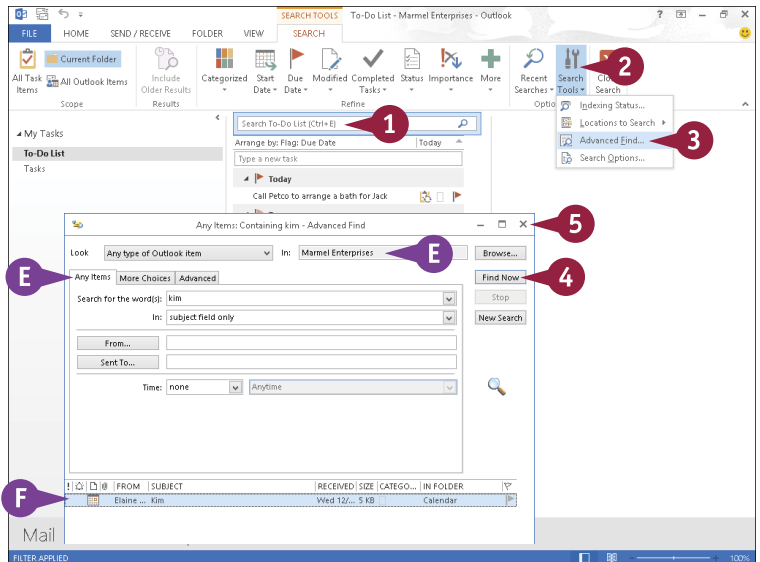 SEARCH TOOLS To-Do List - Marmel Enterprises - Outlook ?
FILE HOME SEND / RECEIVE FOLDER VIEW SEARCH
All Task Items
Current Folder
All Outlook Items
Scope
Include Older Results
Results
Categorized
Start Date
Due Date
Modified
Completed Tasks
Status
Importance
More
Refine
Recent Searches
Search Tools
Search
2
Indexing Status...
Locations to Search
Advanced Find...
Search Options...
3
My Tasks
To-Do List
Tasks
Search To-Do List (Ctrl+E)
1
Arrange by: Flag: Due Date Today
Type a new task
Today
Call Petco to arrange a bath for Jack
Any Items: Containing kim - Advanced Find
5
Look Any type of Outlook item In: Marmel Enterprises Browse...
E
E
Any Items More Choices Advanced Find Now
4
Search for the word(s): kim Stop
In: subject field only New Search
From...
Sent To...
Time: none Anytime
! FROM SUBJECT RECEIVED SIZE CATEGO... IN FOLDER
F
Elaine ... Kim Wed 12/... 5 KB Calendar
Mail
FILTER APPLIED 100%